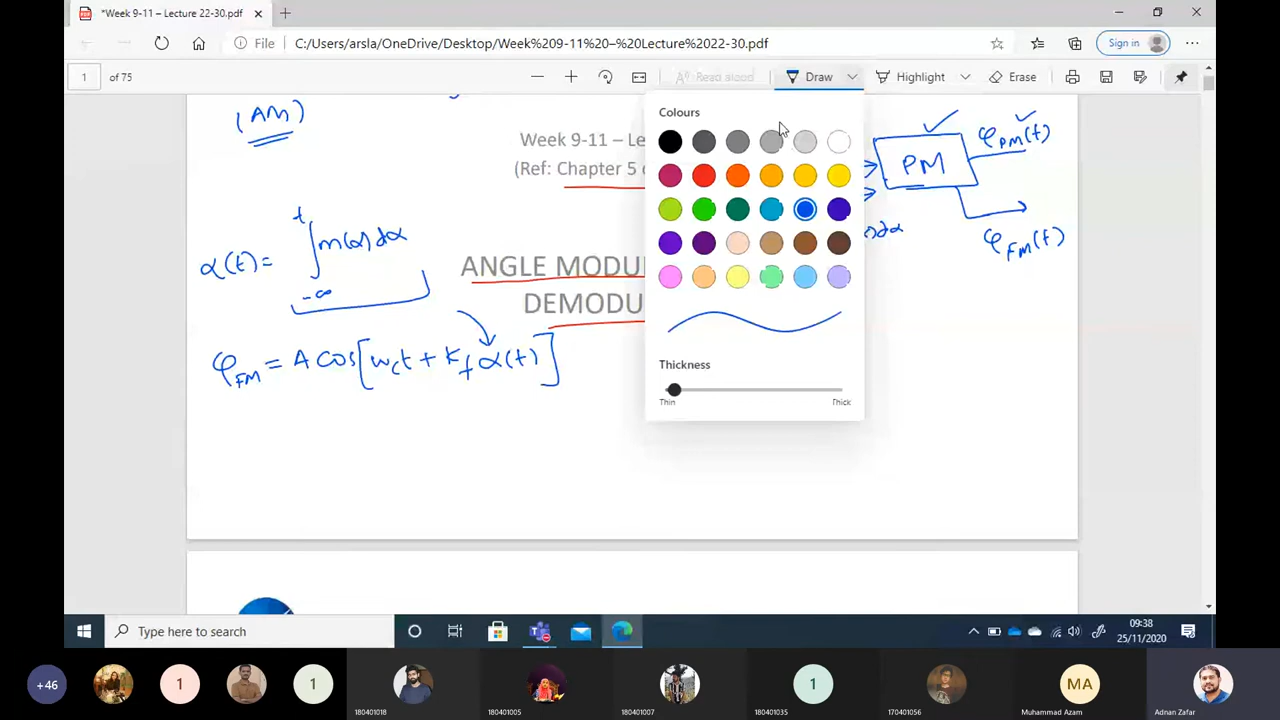 *Week 9-11 – Lecture 22-30.pdf
File C:/Users/arsla/OneDrive/Desktop/Week%209-11%20–%20Lecture%2022-30.pdf
Sign in
1 of 75
Read aloud
Draw
Highlight
Erase
(AM)
Week 9-11 – Le
(Ref: Chapter 5 o
Colours
PM
φPM(t)
φFM(t)
α(t) = ∫ t -∞ m(α)dα
)dα
ANGLE MODU
DEMODU
φFM = A cos[ωct + kf α(t)]
Thickness
Thin Thick
Type here to search
09:38
25/11/2020
+46
1
1
1
MA
180401018
180401005
180401007
180401035
170401056
Muhammad Azam
Adnan Zafar